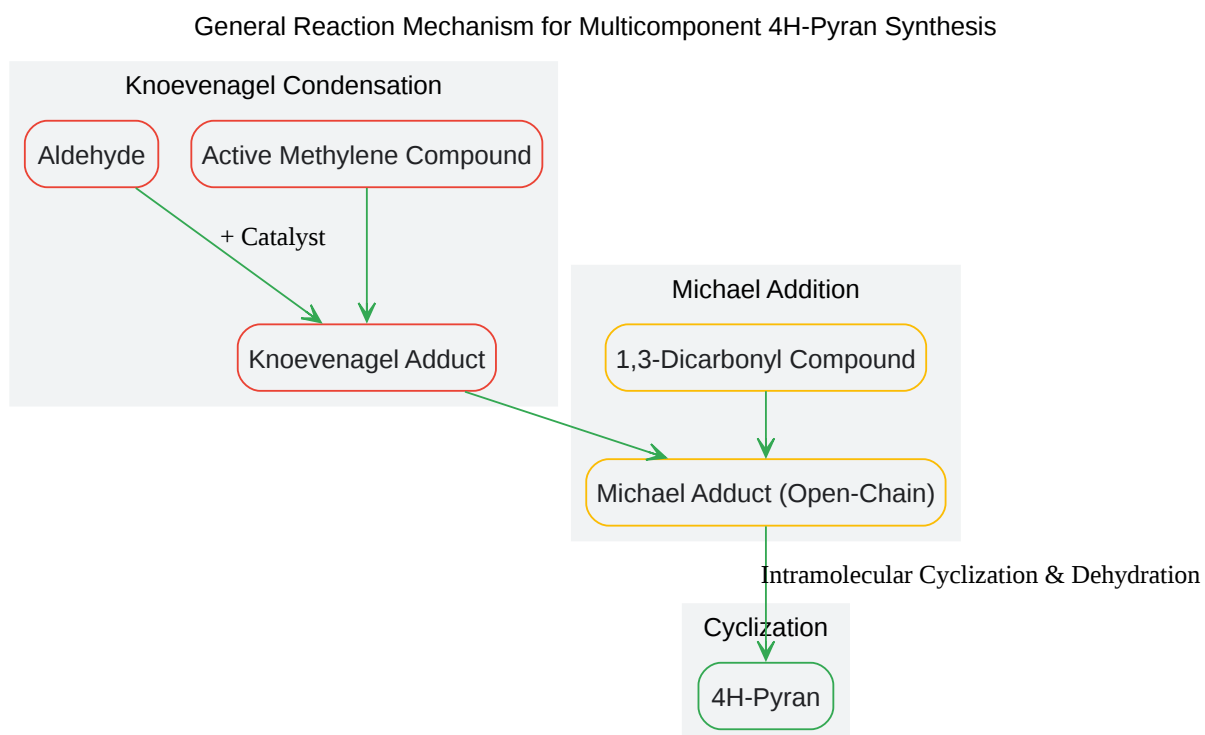 General Reaction Mechanism for Multicomponent 4H-Pyran Synthesis
Knoevenagel Condensation
Aldehyde
Active Methylene Compound
+ Catalyst
Knoevenagel Adduct
Michael Addition
1,3-Dicarbonyl Compound
Michael Adduct (Open-Chain)
Intramolecular Cyclization & Dehydration
Cyclization
4H-Pyran